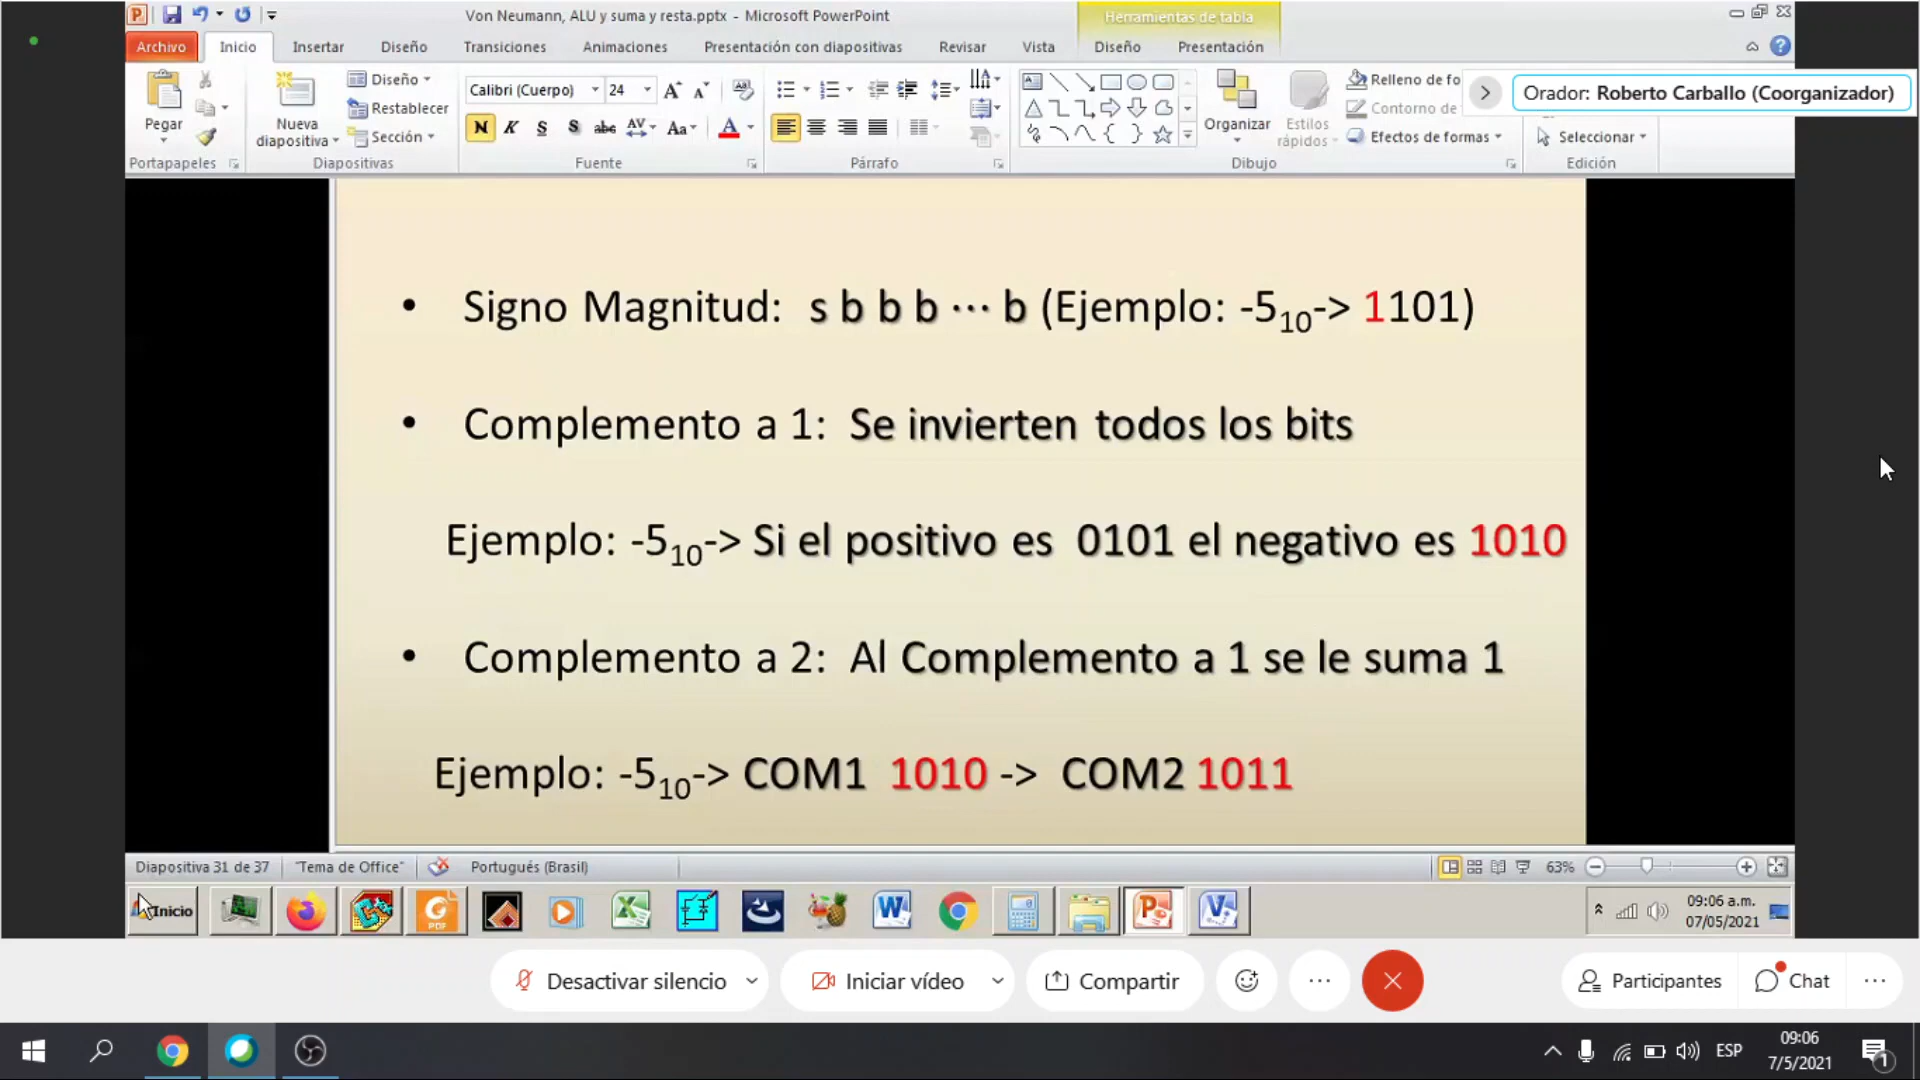 Von Neumann, ALU y suma y resta.pptx - Microsoft PowerPoint
Herramientas de tabla
Archivo Inicio Insertar Diseño Transiciones Animaciones Presentación con diapositivas Revisar Vista Diseño Presentación
Pegar
Portapapeles
Nueva diapositiva
Diseño
Restablecer
Sección
Diapositivas
Calibri (Cuerpo) 24
N K S S abc AV Aa A
Fuente
Párrafo
Organizar
Estilos rápidos
Relleno de fo
Contorno de
Efectos de formas
Dibujo
Seleccionar
Edición
Orador: Roberto Carballo (Coorganizador)
• Signo Magnitud: s b b b ··· b (Ejemplo: -5₁₀-> 1101)
• Complemento a 1: Se invierten todos los bits
Ejemplo: -5₁₀-> Si el positivo es 0101 el negativo es 1010
• Complemento a 2: Al Complemento a 1 se le suma 1
Ejemplo: -5₁₀-> COM1 1010 -> COM2 1011
Diapositiva 31 de 37 "Tema de Office" Portugués (Brasil) 63%
Inicio
09:06 a.m.
07/05/2021
Desactivar silencio Iniciar vídeo Compartir Participantes Chat
ESP
09:06
7/5/2021
1